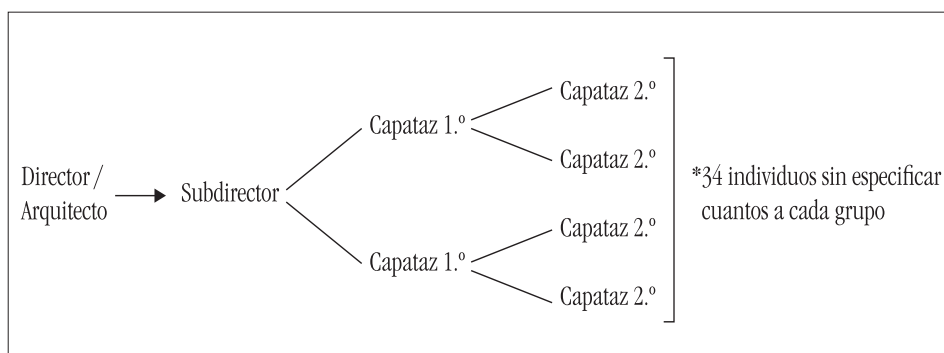 Director /
Arquitecto
Subdirector
Capataz 1.º
Capataz 1.º
Capataz 2.º
Capataz 2.º
Capataz 2.º
Capataz 2.º
*34 individuos sin especificar
cuantos a cada grupo